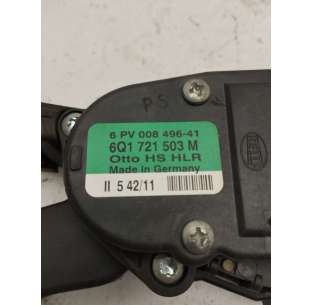 PS
6 PV 008 496-41
6Q1 721 503 M
Otto HS HLR
Made in Germany
II 5 42/11
HELLA